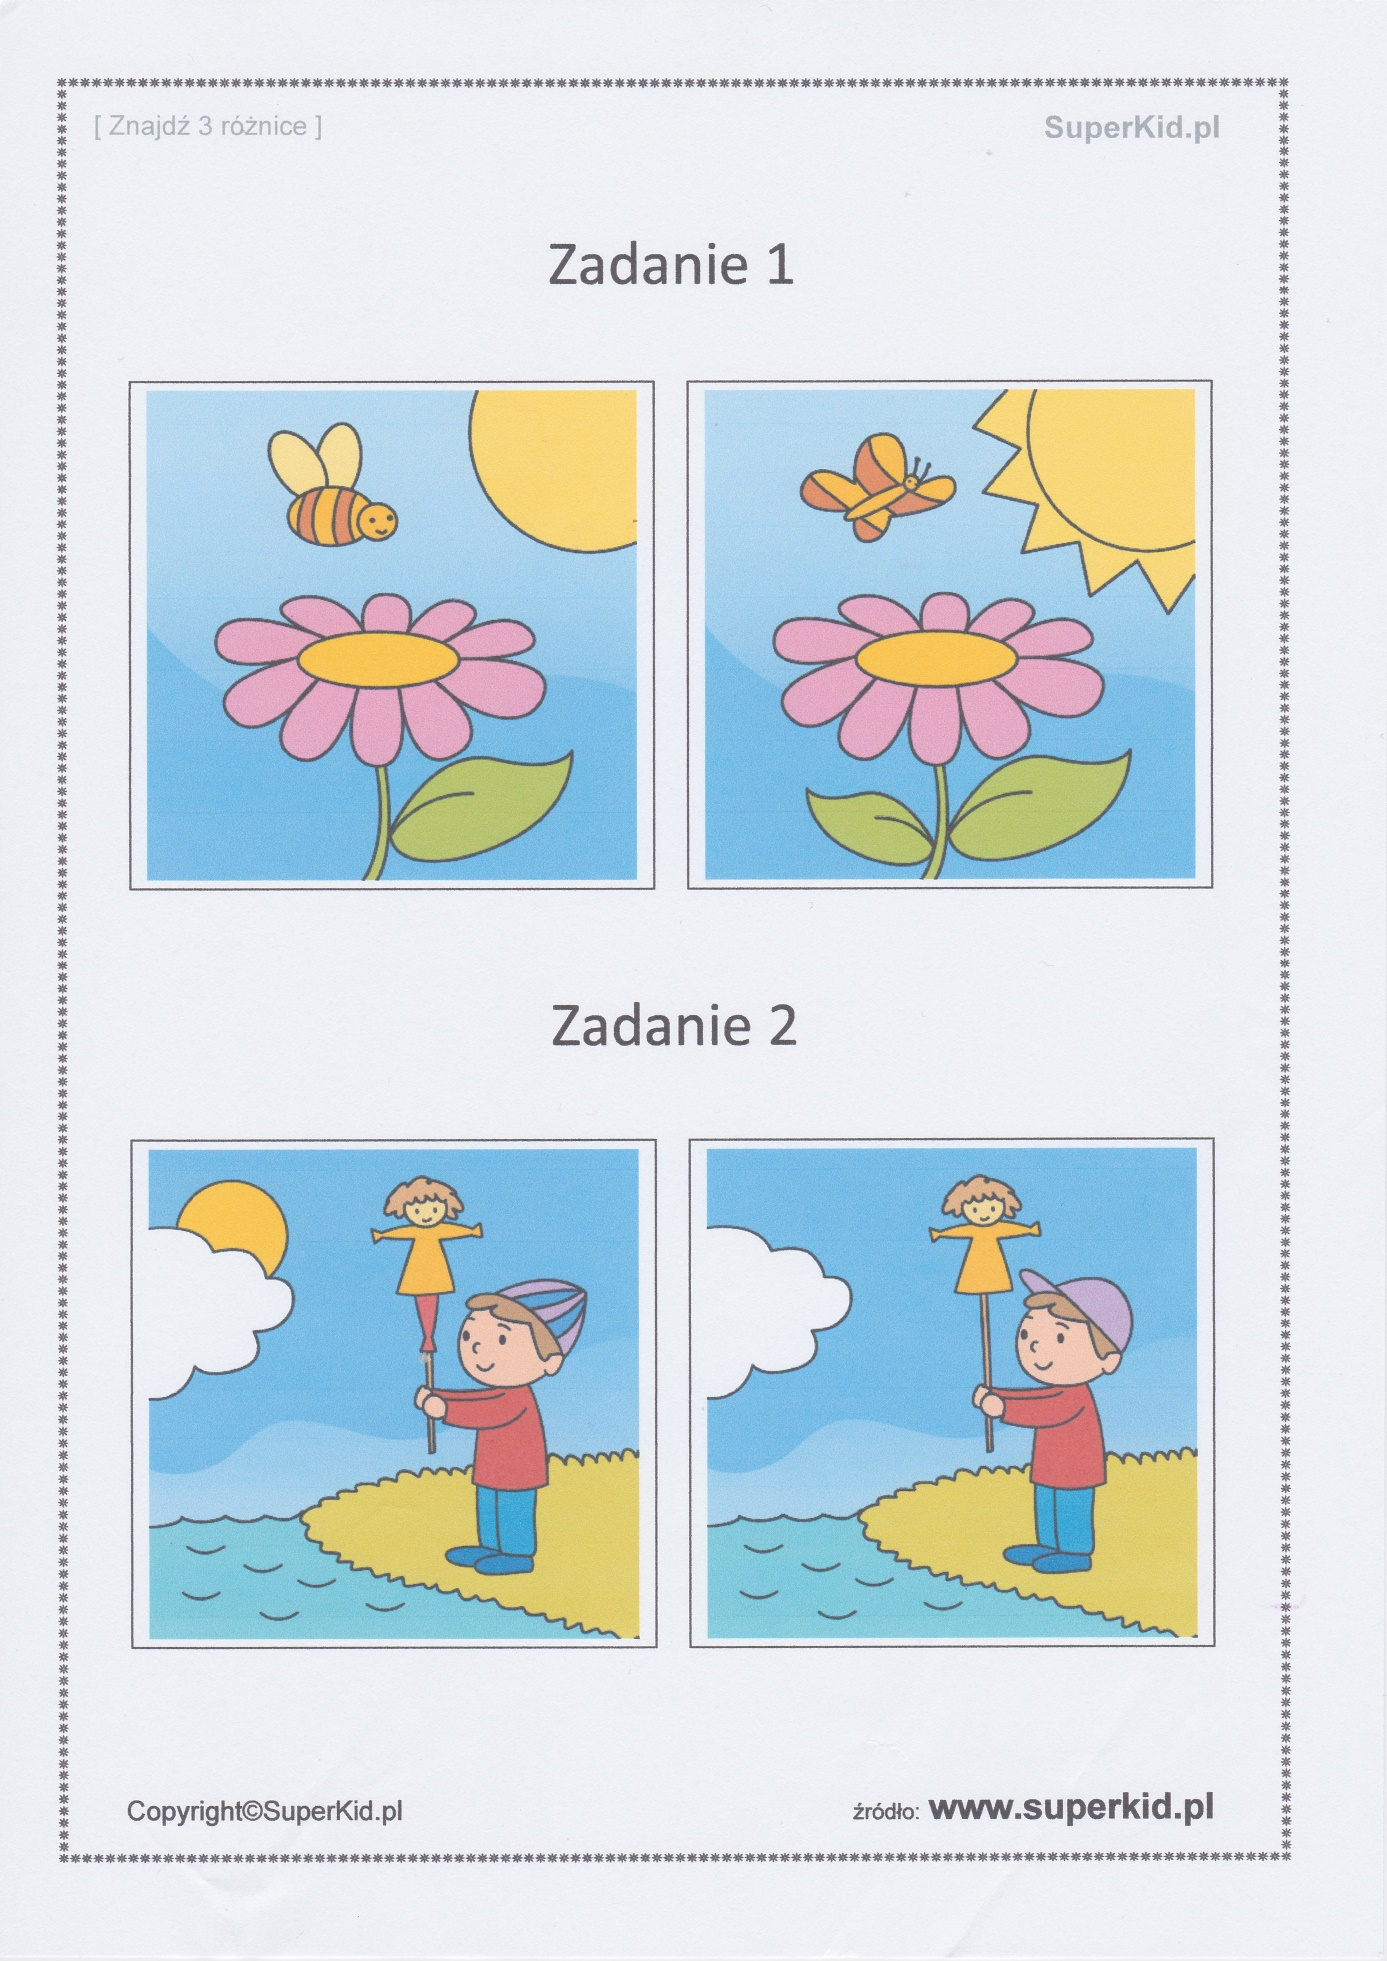 [ Znajdź 3 różnice ]
SuperKid.pl
Zadanie 1
Zadanie 2
Copyright©SuperKid.pl
źródło: www.superkid.pl